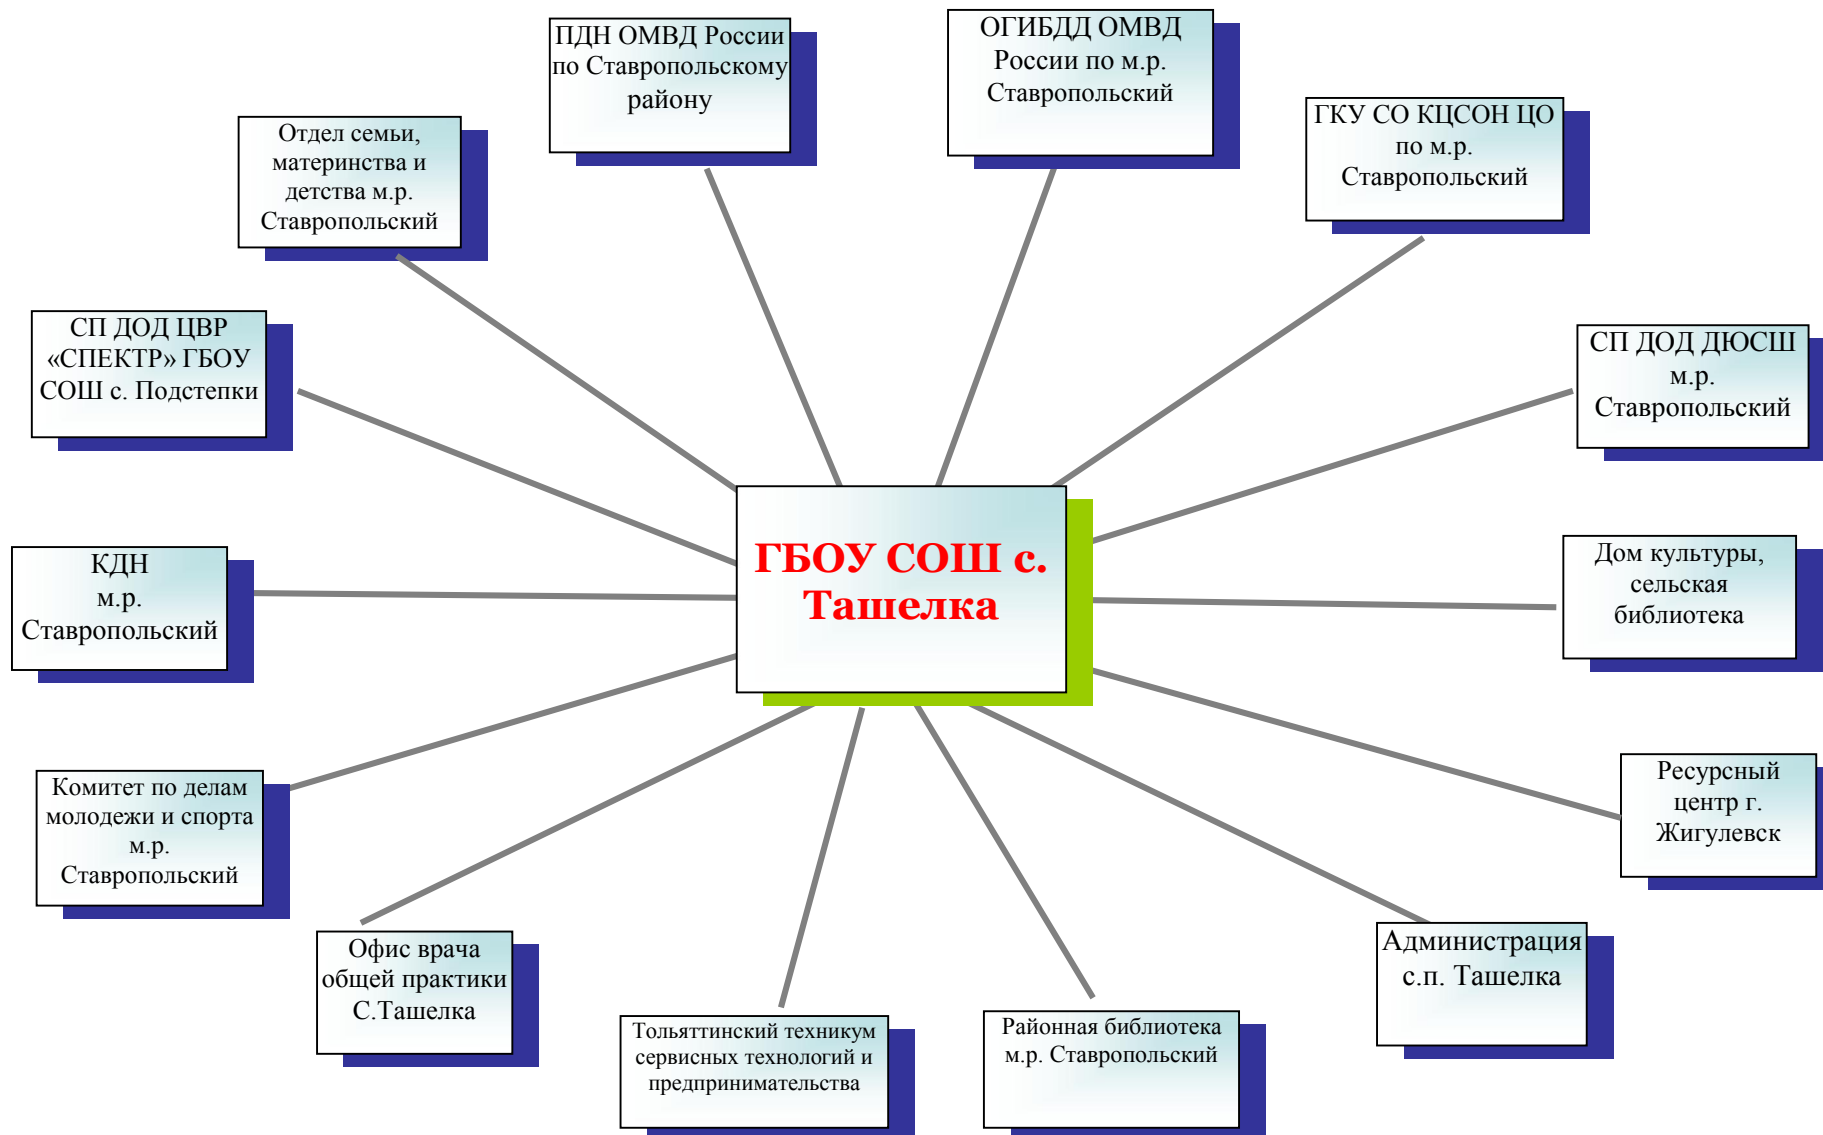 ПДН ОМВД России
по Ставропольскому
району
ОГИБДД ОМВД
России по м.р.
Ставропольский
ГКУ СО КЦСОН ЦО
по м.р.
Ставропольский
Отдел семьи,
материнства и
детства м.р.
Ставропольский
СП ДОД ЦВР
«СПЕКТР» ГБОУ
СОШ с. Подстепки
СП ДОД ДЮСШ
м.р.
Ставропольский
ГБОУ СОШ с.
Ташелка
КДН
м.р.
Ставропольский
Дом культуры,
сельская
библиотека
Комитет по делам
молодежи и спорта
м.р.
Ставропольский
Ресурсный
центр г.
Жигулевск
Офис врача
общей практики
С.Ташелка
Администрация
с.п. Ташелка
Тольяттинский техникум
сервисных технологий и
предпринимательства
Районная библиотека
м.р. Ставропольский